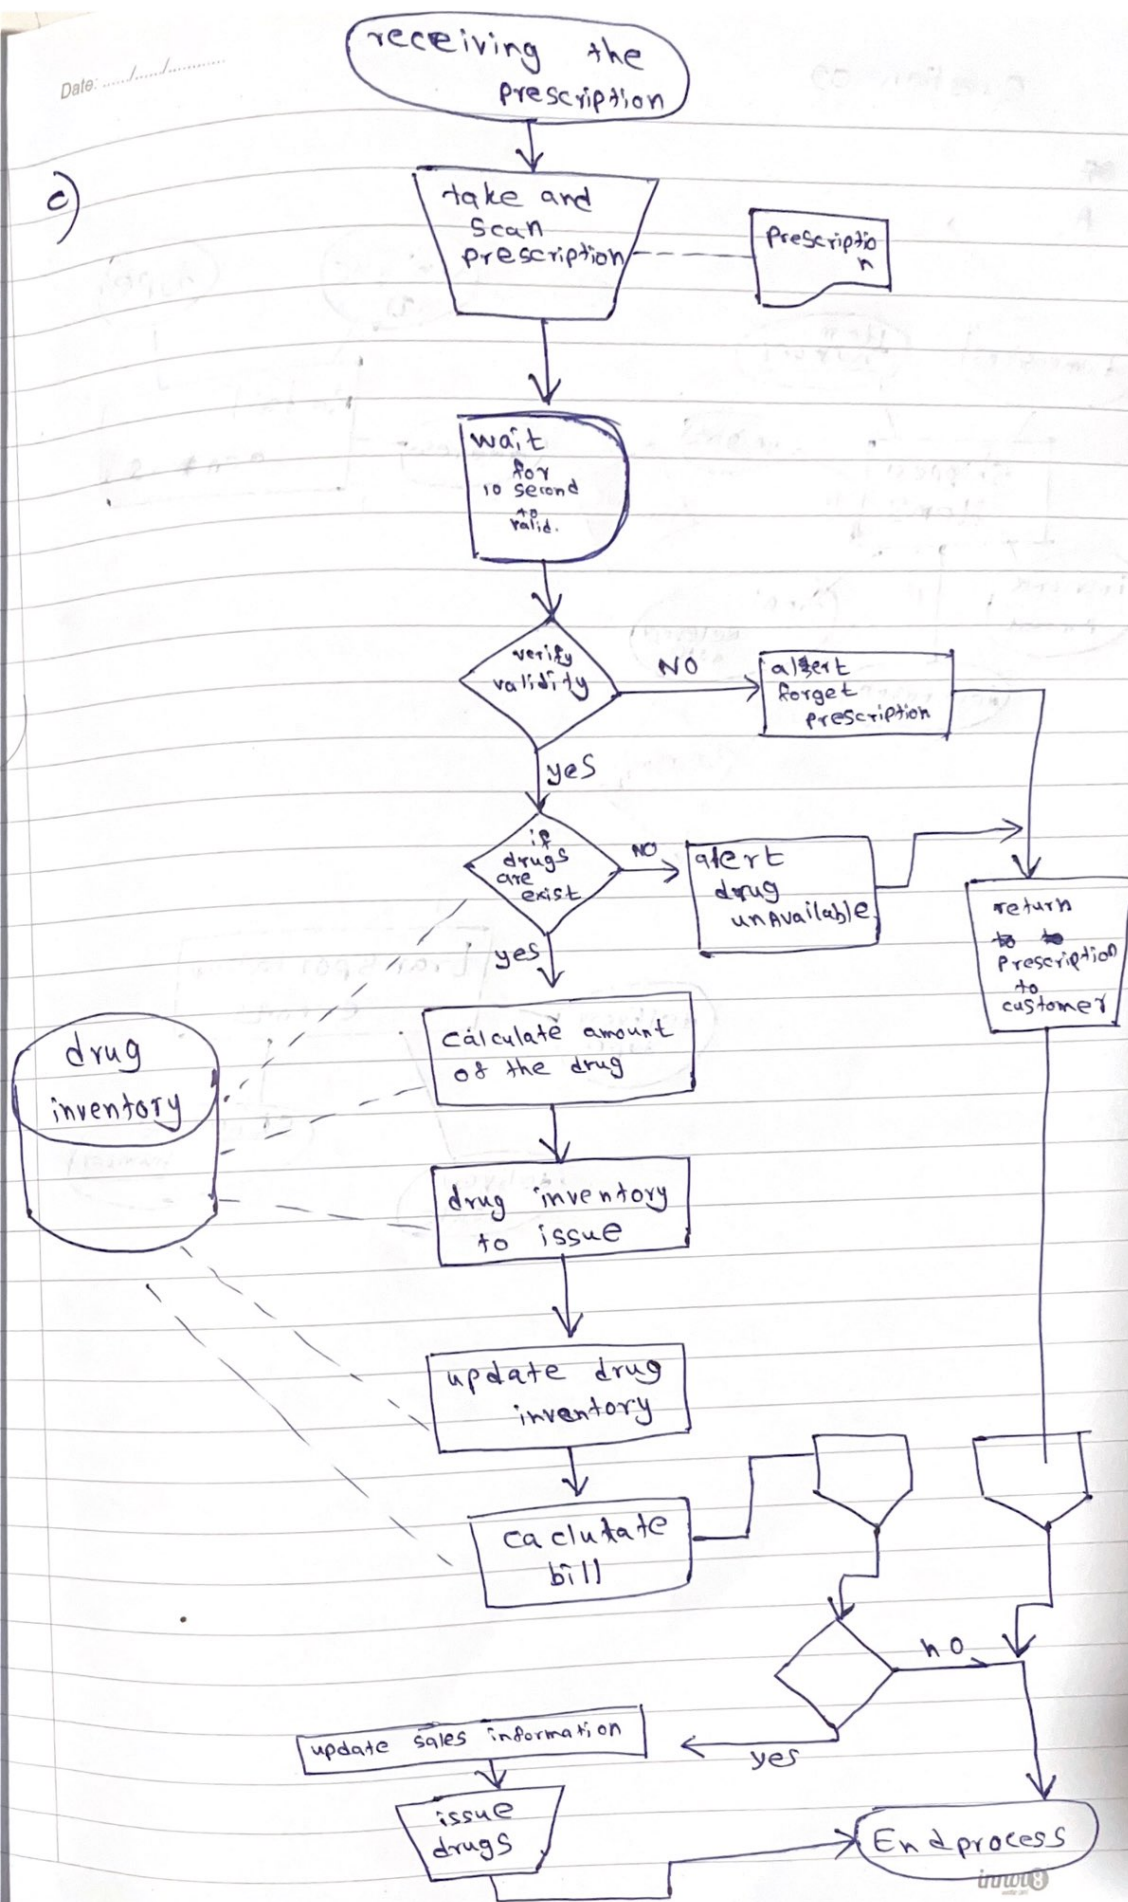 Date: ....../....../............
receiving the
prescription
c)
take and
scan
prescription
prescriptio
n
wait
for
10 second
to
valid.
verify
validity
NO
alert
forget
prescription
yes
if
drugs
are
exist
NO
alert
drug
unAvailable
return
to to
prescription
to
customer
yes
drug
inventory
calculate amount
of the drug
drug inventory
to issue
update drug
inventory
caclutate
bill
no
yes
update sales information
issue
drugs
End process
innov8